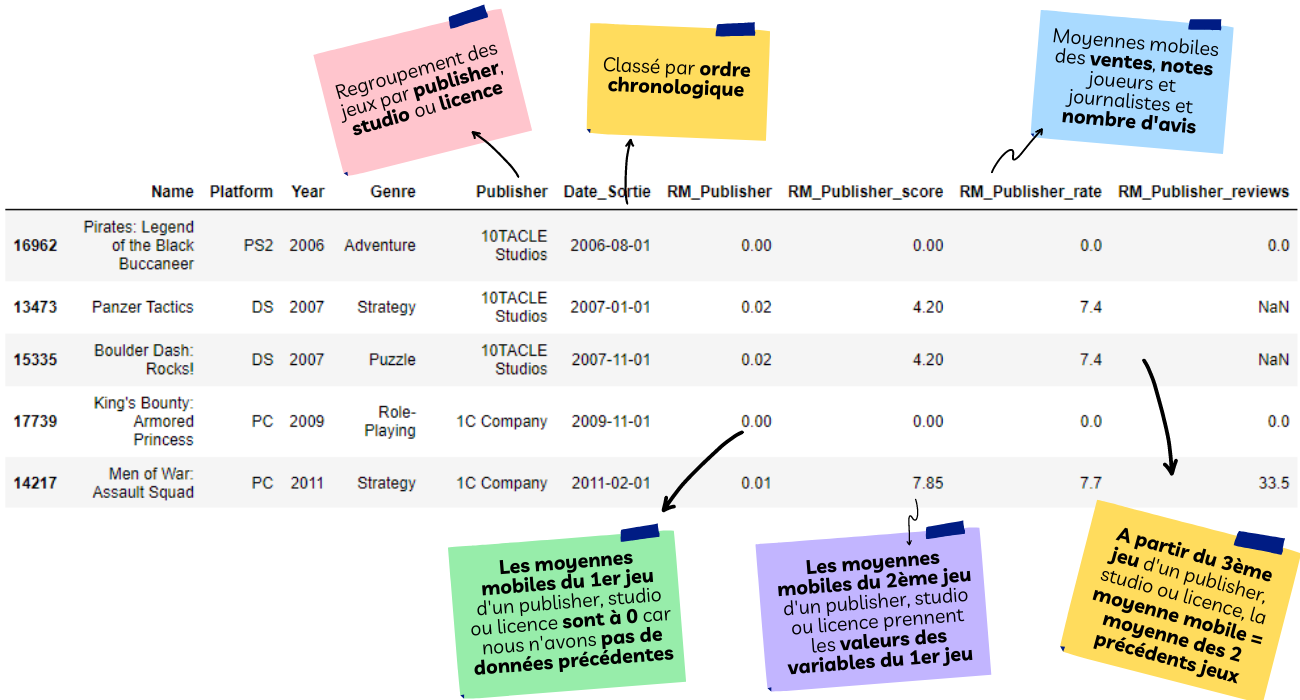 Regroupement des
jeux par publisher,
studio ou licence
Classé par ordre
chronologique
Moyennes mobiles
des ventes, notes
joueurs et
journalistes et
nombre d'avis
Name Platform Year Genre Publisher Date_Sortie RM_Publisher RM_Publisher_score RM_Publisher_rate RM_Publisher_reviews
16962 Pirates: Legend of the Black Buccaneer PS2 2006 Adventure 10TACLE Studios 2006-08-01 0.00 0.00 0.0 0.0
13473 Panzer Tactics DS 2007 Strategy 10TACLE Studios 2007-01-01 0.02 4.20 7.4 NaN
15335 Boulder Dash: Rocks! DS 2007 Puzzle 10TACLE Studios 2007-11-01 0.02 4.20 7.4 NaN
17739 King's Bounty: Armored Princess PC 2009 Role-Playing 1C Company 2009-11-01 0.00 0.00 0.0 0.0
14217 Men of War: Assault Squad PC 2011 Strategy 1C Company 2011-02-01 0.01 7.85 7.7 33.5
Les moyennes
mobiles du 1er jeu
d'un publisher, studio
ou licence sont à 0 car
nous n'avons pas de
données précédentes
Les moyennes
mobiles du 2ème jeu
d'un publisher, studio
ou licence prennent
les valeurs des
variables du 1er jeu
A partir du 3ème
jeu d'un publisher,
studio ou licence, la
moyenne mobile =
moyenne des 2
précédents jeux